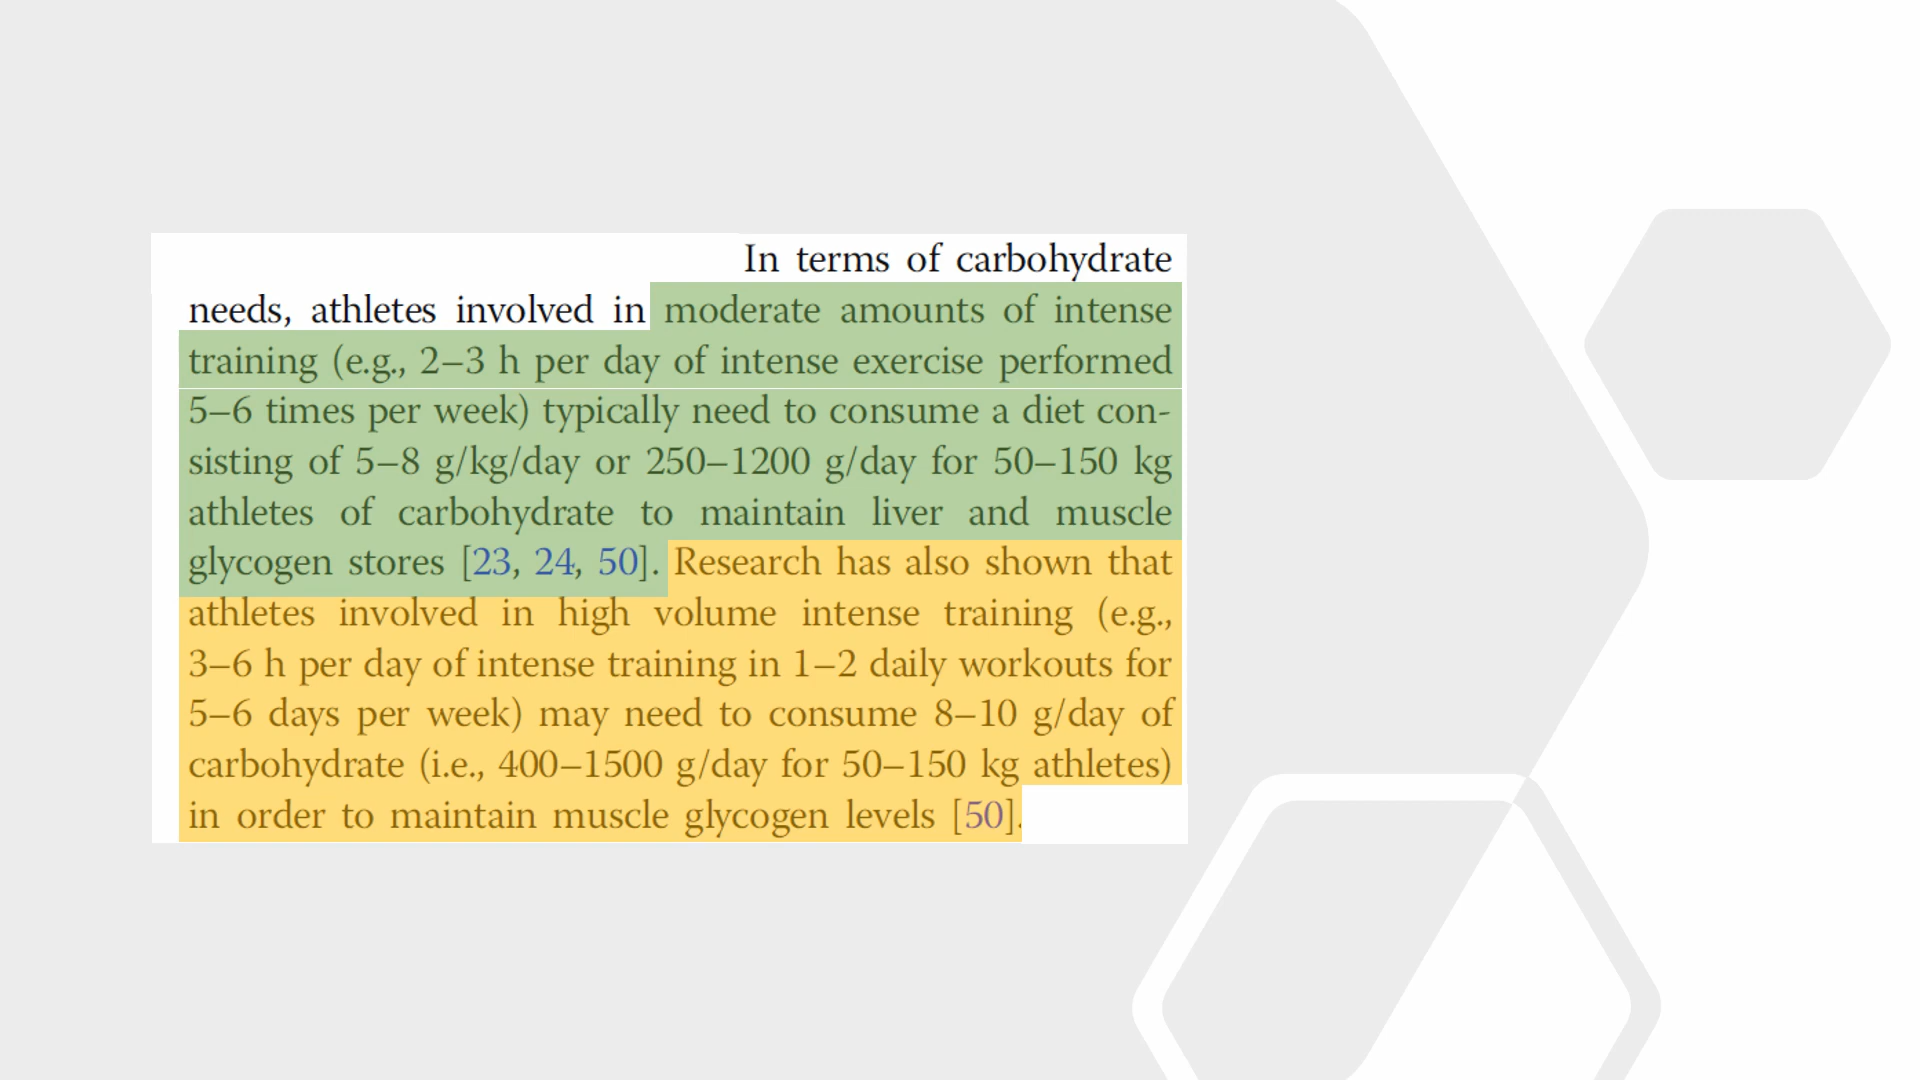 In terms of carbohydrate
needs, athletes involved in moderate amounts of intense
training (e.g., 2–3 h per day of intense exercise performed
5–6 times per week) typically need to consume a diet con-
sisting of 5–8 g/kg/day or 250–1200 g/day for 50–150 kg
athletes of carbohydrate to maintain liver and muscle
glycogen stores [23, 24, 50]. Research has also shown that
athletes involved in high volume intense training (e.g.,
3–6 h per day of intense training in 1–2 daily workouts for
5–6 days per week) may need to consume 8–10 g/day of
carbohydrate (i.e., 400–1500 g/day for 50–150 kg athletes)
in order to maintain muscle glycogen levels [50].